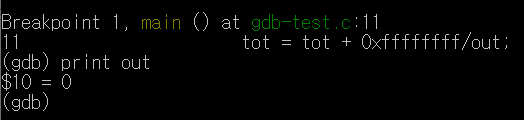 Breakpoint 1, main () at gdb-test.c:11
11 tot = tot + 0xffffffff/out;
(gdb) print out
$10 = 0
(gdb)